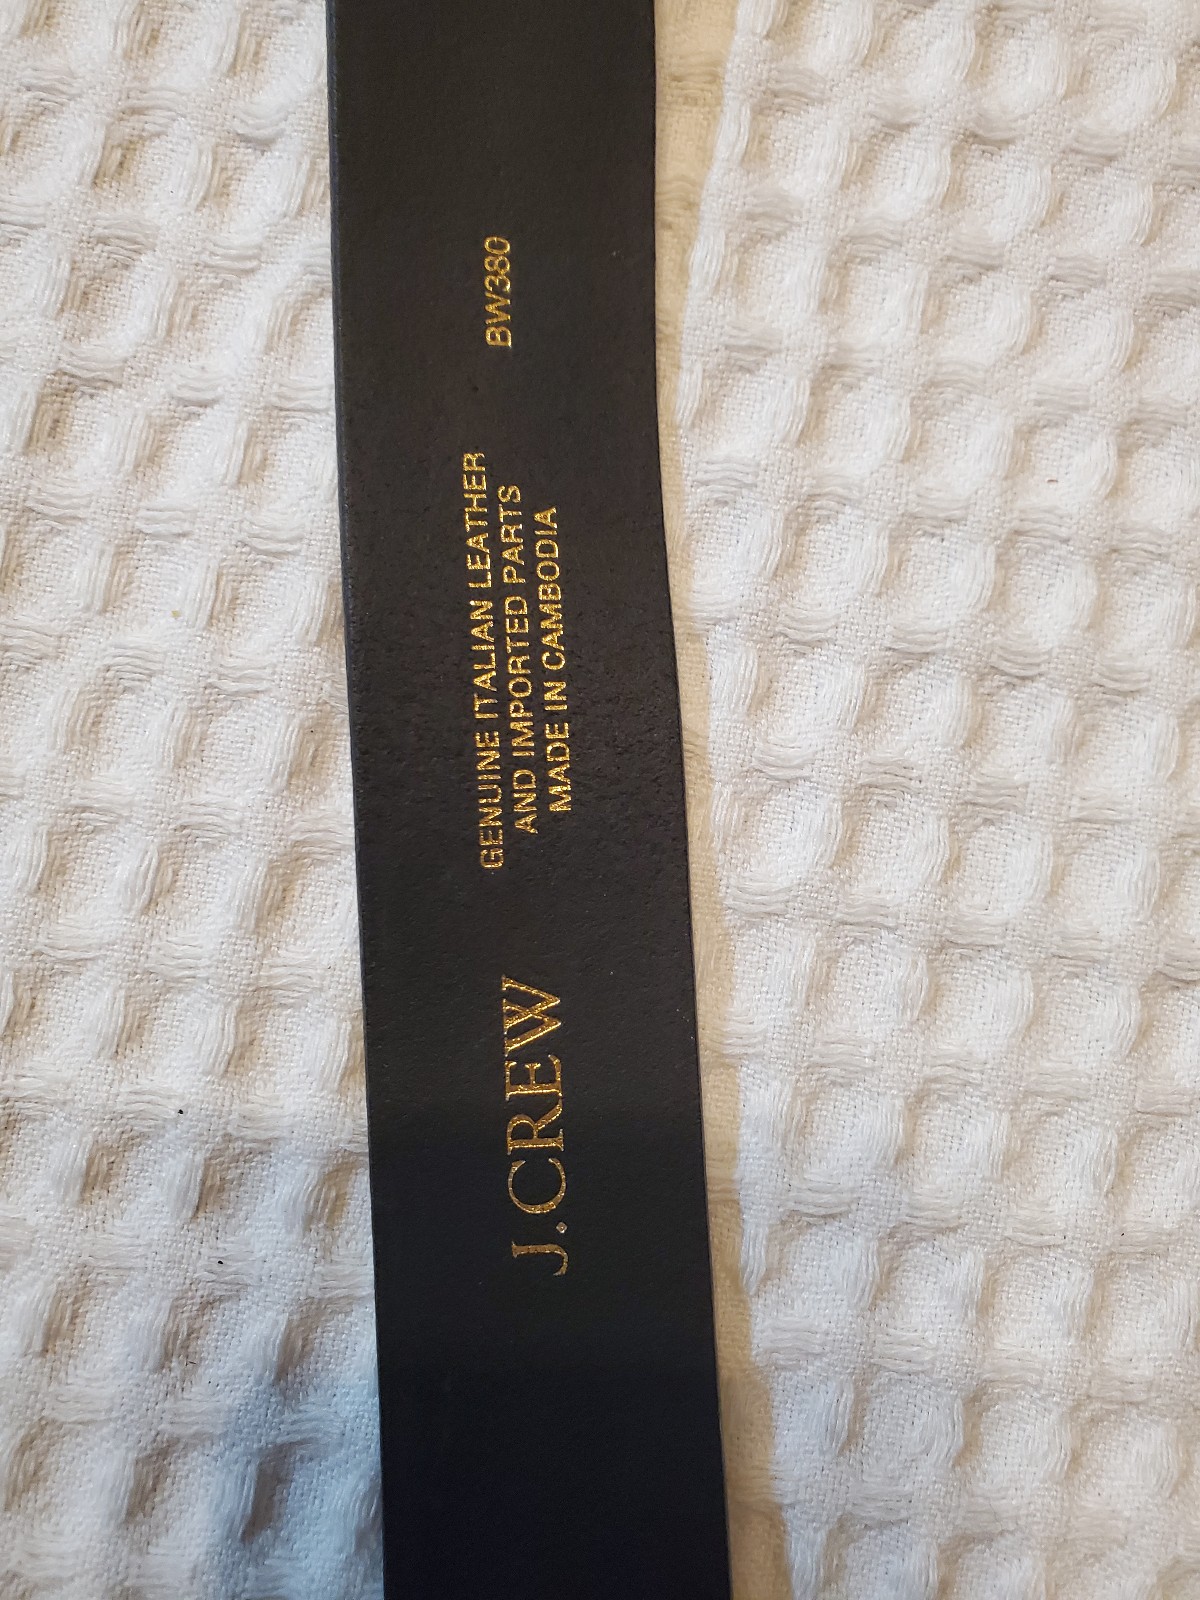 J.CREW
GENUINE ITALIAN LEATHER
AND IMPORTED PARTS
MADE IN CAMBODIA
BW380